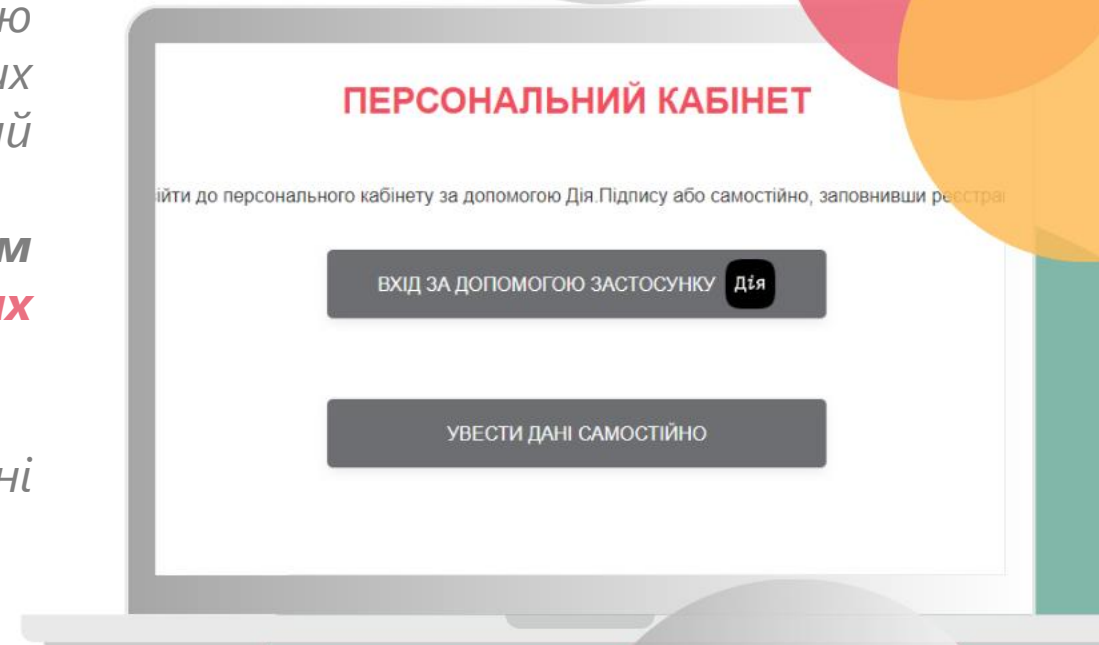 ПЕРСОНАЛЬНИЙ КАБІНЕТ
до персонального кабінету за допомогою Дія.Підпису або самостійно, заповнивши
ВХІД ЗА ДОПОМОГОЮ ЗАСТОСУНКУ Дія
УВЕСТИ ДАНІ САМОСТІЙНО